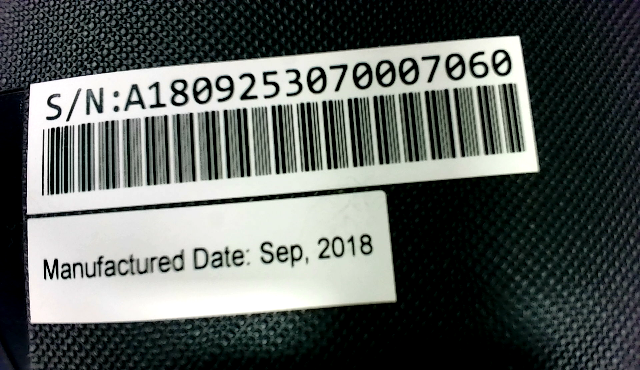 S/N:A1809253070007060
Manufactured Date: Sep, 2018